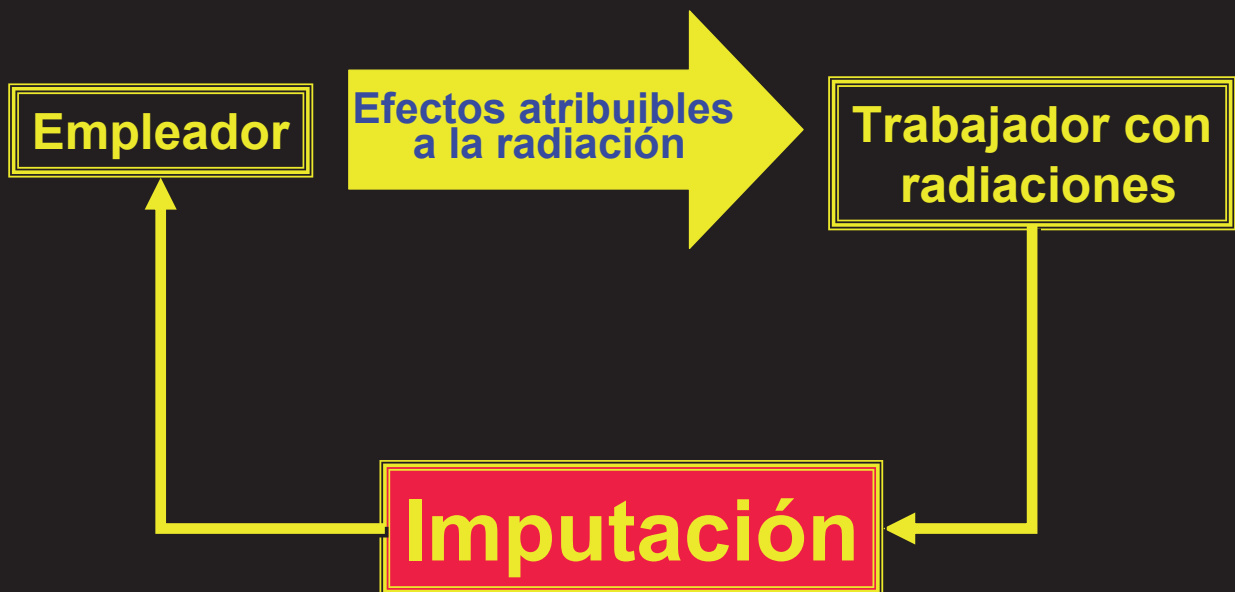 Empleador
Efectos atribuibles
a la radiación
Trabajador con
radiaciones
Imputación